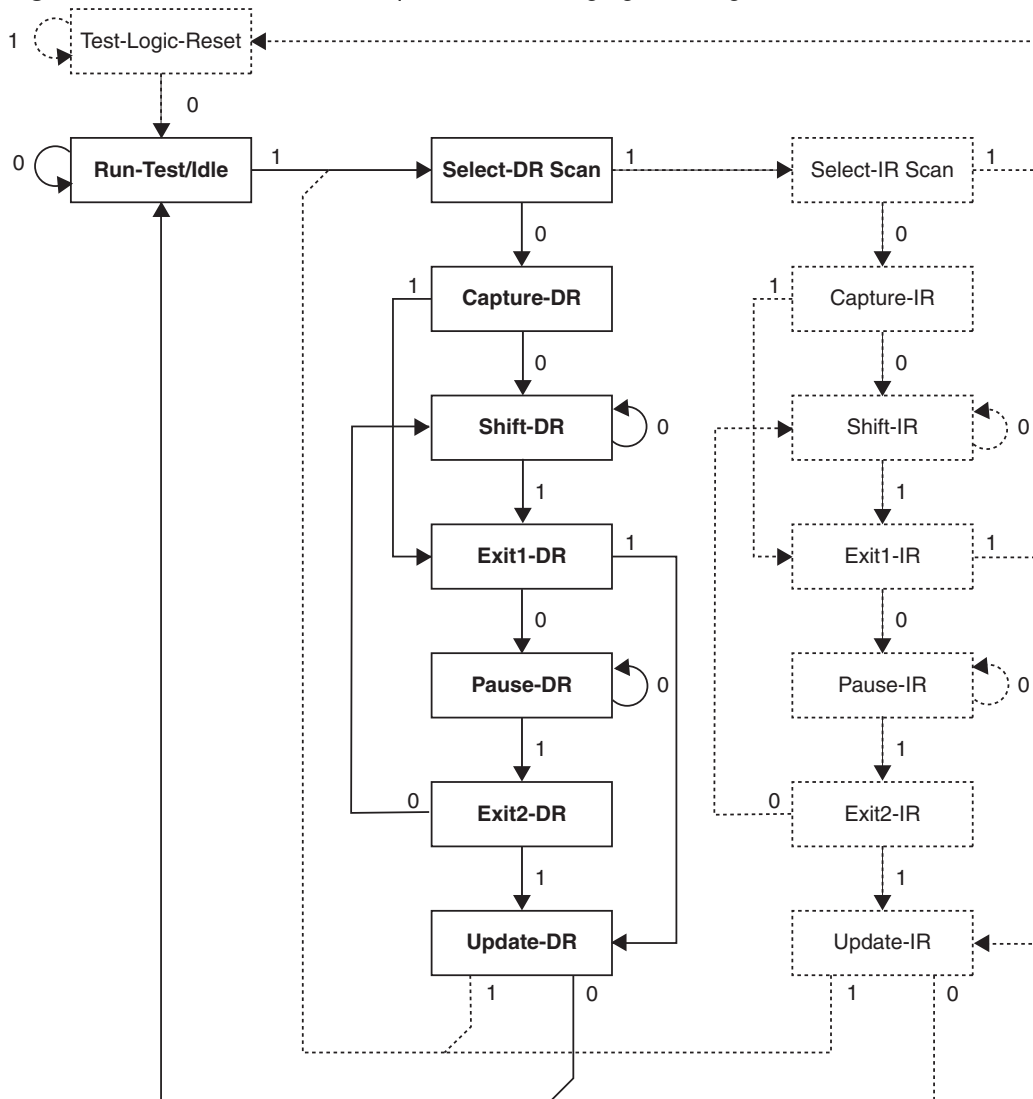 1
Test-Logic-Reset
0
0
Run-Test/Idle
1
Select-DR Scan
1
Select-IR Scan
1
0
0
1
Capture-DR
1
Capture-IR
0
0
Shift-DR
0
Shift-IR
0
1
1
Exit1-DR
1
Exit1-IR
1
0
0
Pause-DR
0
Pause-IR
0
1
1
0
Exit2-DR
0
Exit2-IR
1
1
Update-DR
Update-IR
1
0
1
0